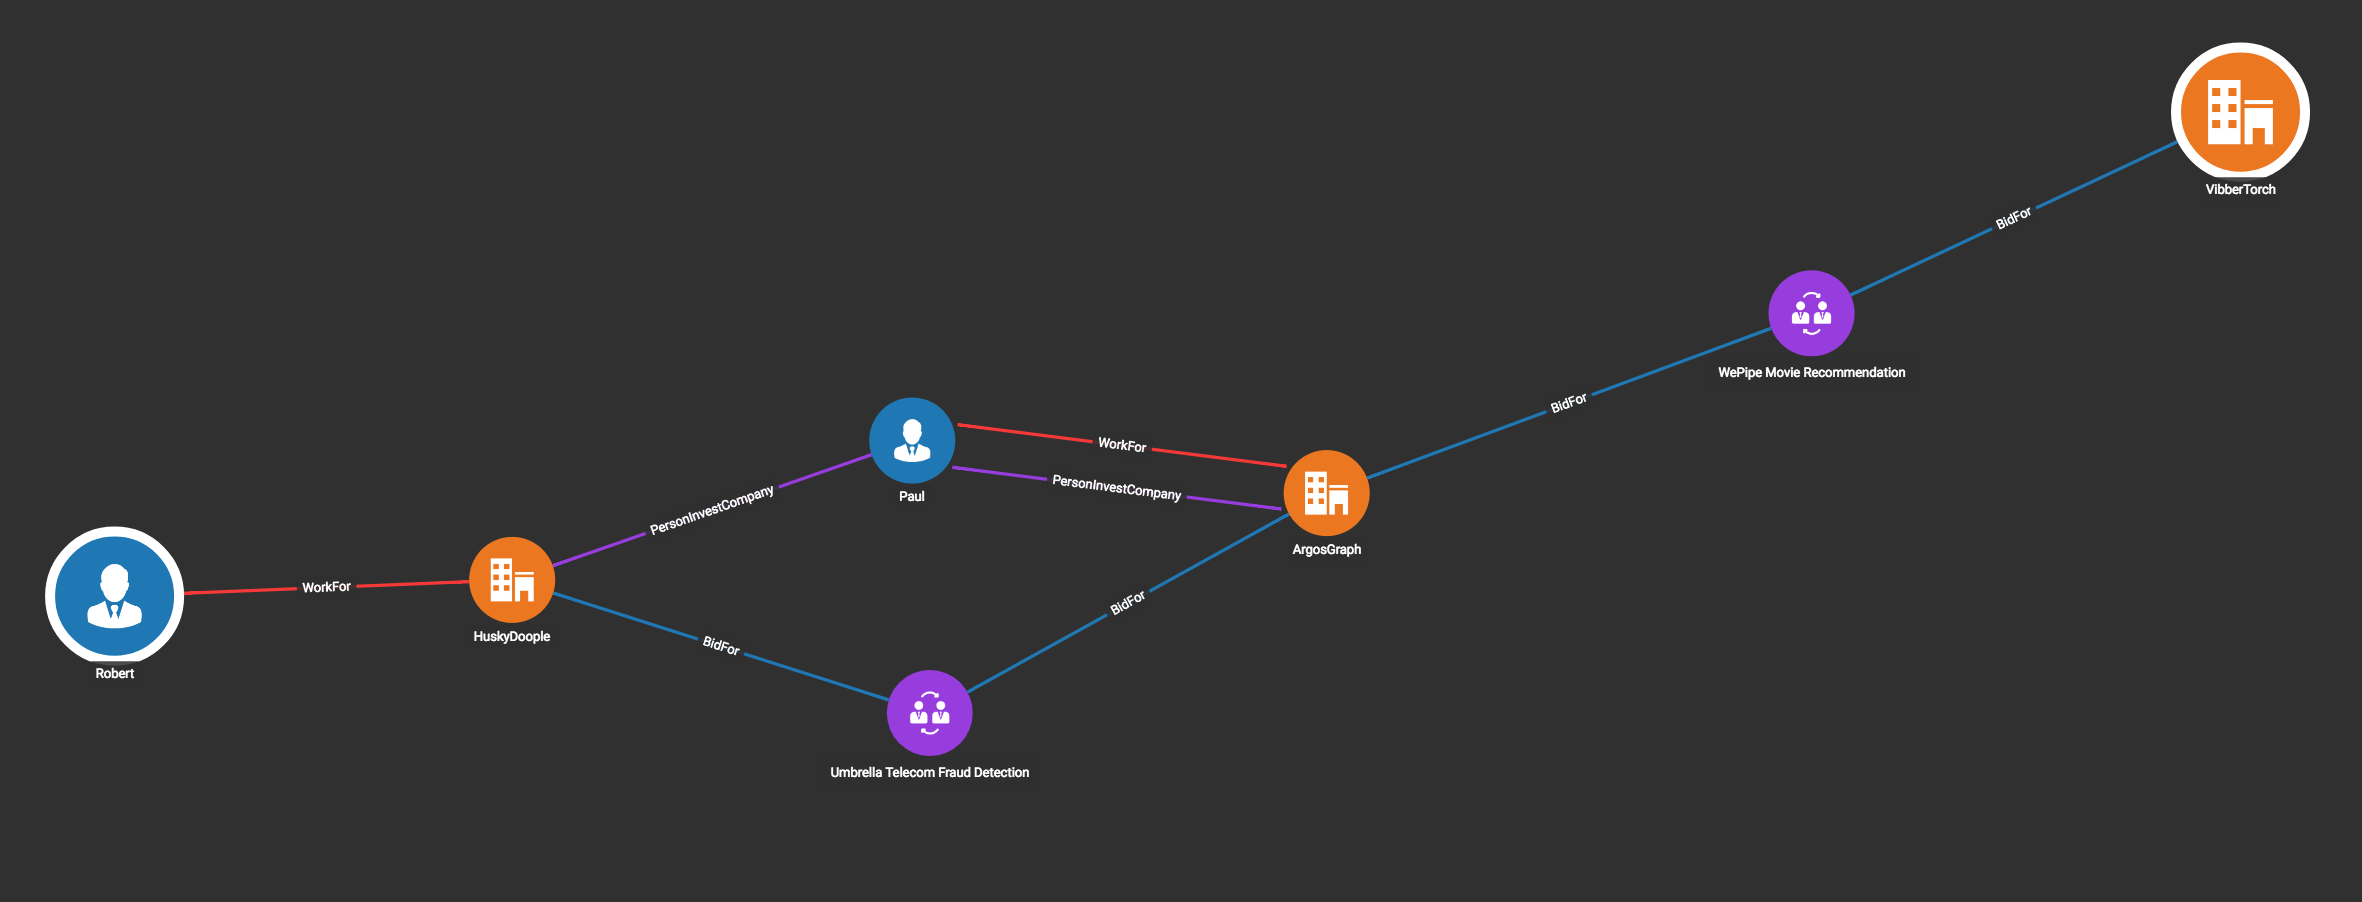 VibberTorch
BidFor
WePipe Movie Recommendation
BidFor
WorkFor
PersonInvestCompany
Paul
PersonInvestCompany
ArgosGraph
WorkFor
HuskyDoople
BidFor
BidFor
Robert
Umbrella Telecom Fraud Detection